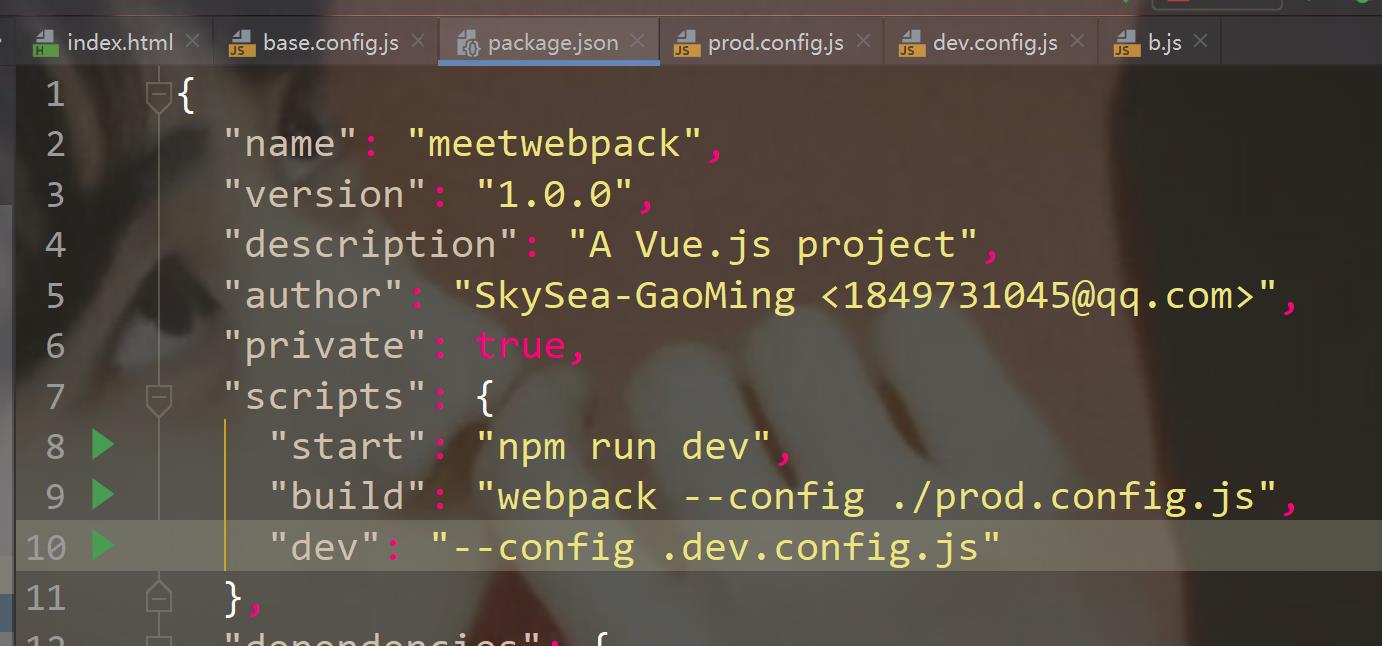 index.html base.config.js package.json prod.config.js dev.config.js b.js
1 {
2 "name": "meetwebpack",
3 "version": "1.0.0",
4 "description": "A Vue.js project",
5 "author": "SkySea-GaoMing <1849731045@qq.com>",
6 "private": true,
7 "scripts": {
8 "start": "npm run dev",
9 "build": "webpack --config ./prod.config.js",
10 "dev": "--config .dev.config.js"
11 },
12 "dependencies": {